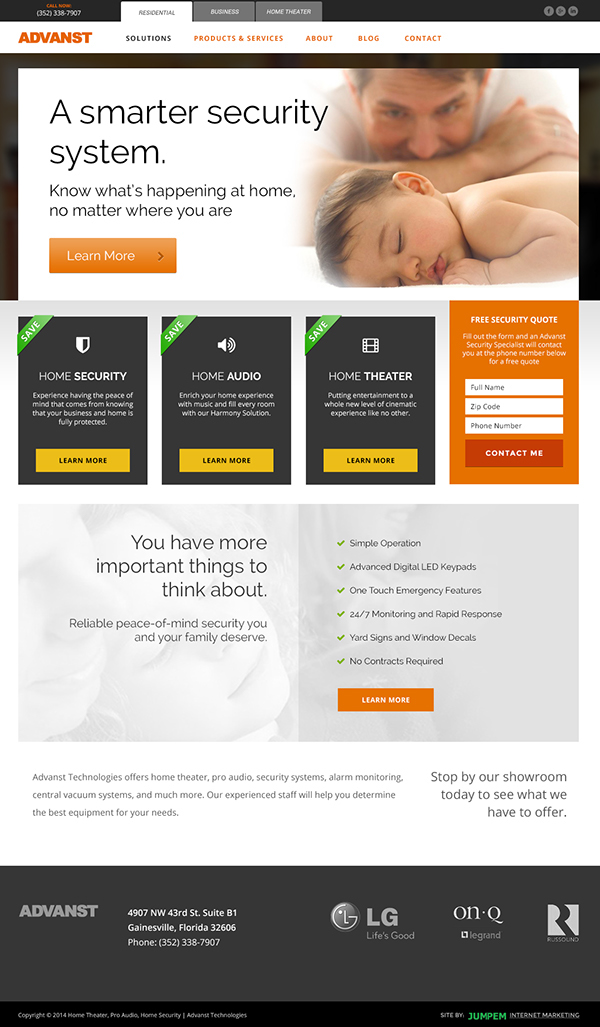 CALL NOW!
(352) 338-7907
RESIDENTIAL
BUSINESS
HOME THEATER
ADVANST
SOLUTIONS
PRODUCTS & SERVICES
ABOUT
BLOG
CONTACT
A smarter security
system.
Know what's happening at home,
no matter where you are
Learn More
SAVE
HOME SECURITY
Experience having the peace of
mind that comes from knowing
that your business and home is
fully protected.
LEARN MORE
SAVE
HOME AUDIO
Enrich your home experience
with music and fill every room
with our Harmony Solution.
LEARN MORE
SAVE
HOME THEATER
Putting entertainment to a
whole new level of cinematic
experience like no other.
LEARN MORE
FREE SECURITY QUOTE
Fill out the form and an Advanst
Security Specialist will contact
you at the phone number below
for a free quote
Full Name
Zip Code
Phone Number
CONTACT ME
You have more
important things to
think about.
Reliable peace-of-mind security you
and your family deserve.
Simple Operation
Advanced Digital LED Keypads
One Touch Emergency Features
24/7 Monitoring and Rapid Response
Yard Signs and Window Decals
No Contracts Required
LEARN MORE
Advanst Technologies offers home theater, pro audio, security systems, alarm monitoring,
central vacuum systems, and much more. Our experienced staff will help you determine
the best equipment for your needs.
Stop by our showroom
today to see what we
have to offer.
ADVANST
4907 NW 43rd St. Suite B1
Gainesville, Florida 32606
Phone: (352) 338-7907
LG
Life's Good
on·Q
legrand
RUSSOUND
Copyright © 2014 Home Theater, Pro Audio, Home Security | Advanst Technologies
SITE BY: JUMPEM INTERNET MARKETING